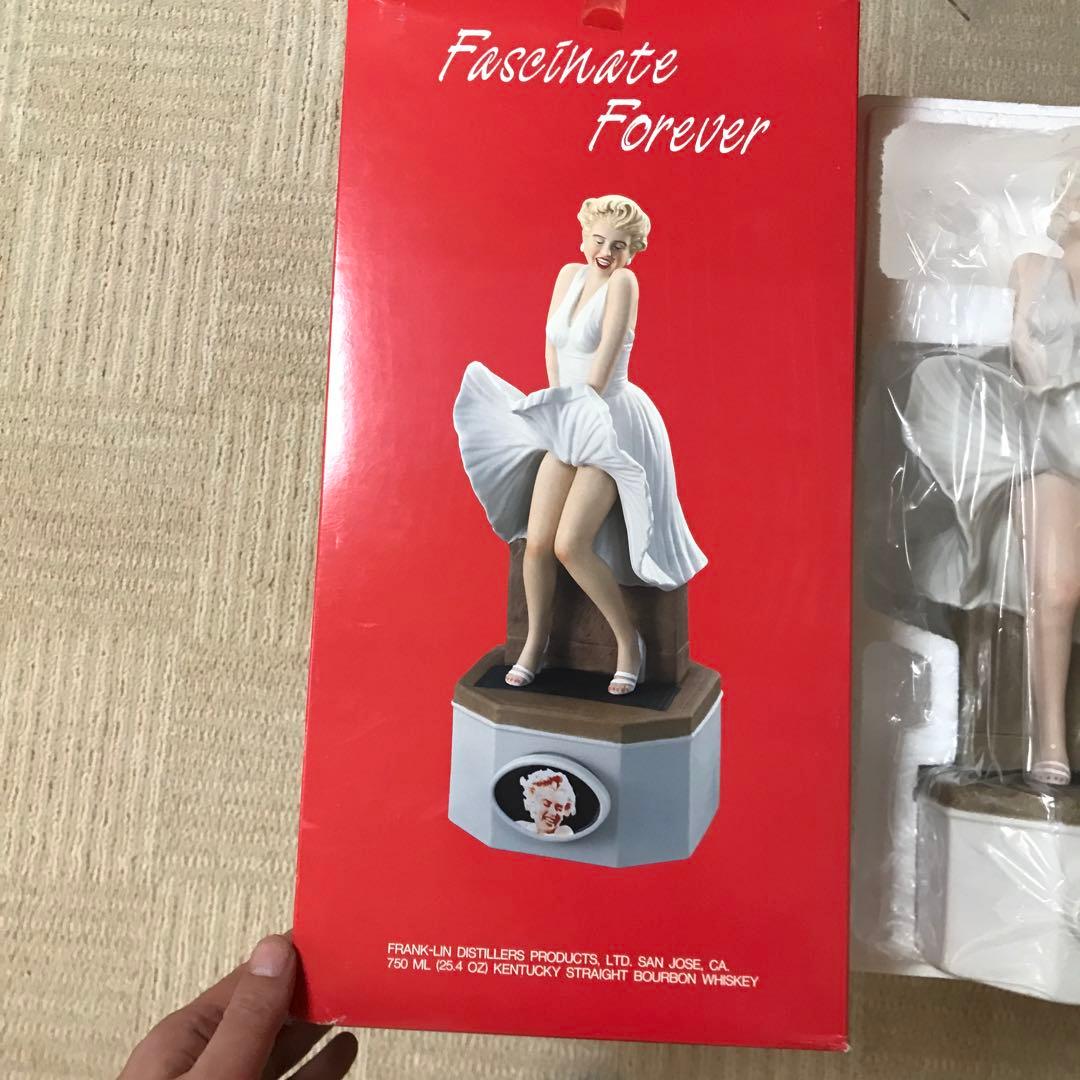 Fascinate
Forever
FRANK-LIN DISTILLERS PRODUCTS, LTD. SAN JOSE, CA.
750 ML (25.4 OZ) KENTUCKY STRAIGHT BOURBON WHISKEY